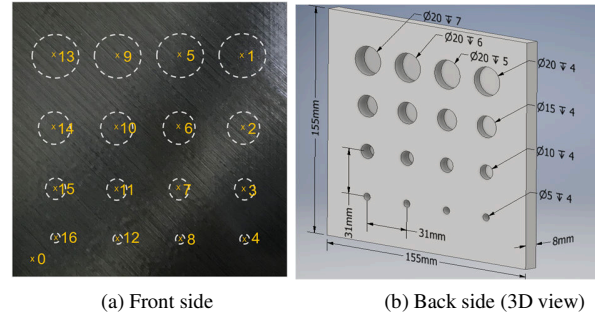 13 9 5 1
14 10 6 2
15 11 7 3
16 12 8 4
0
(a) Front side
155mm
Ø20 ↧ 7
Ø20 ↧ 6
Ø20 ↧ 5
Ø20 ↧ 4
Ø15 ↧ 4
Ø10 ↧ 4
Ø5 ↧ 4
155mm
31mm
31mm
8mm
155mm
(b) Back side (3D view)